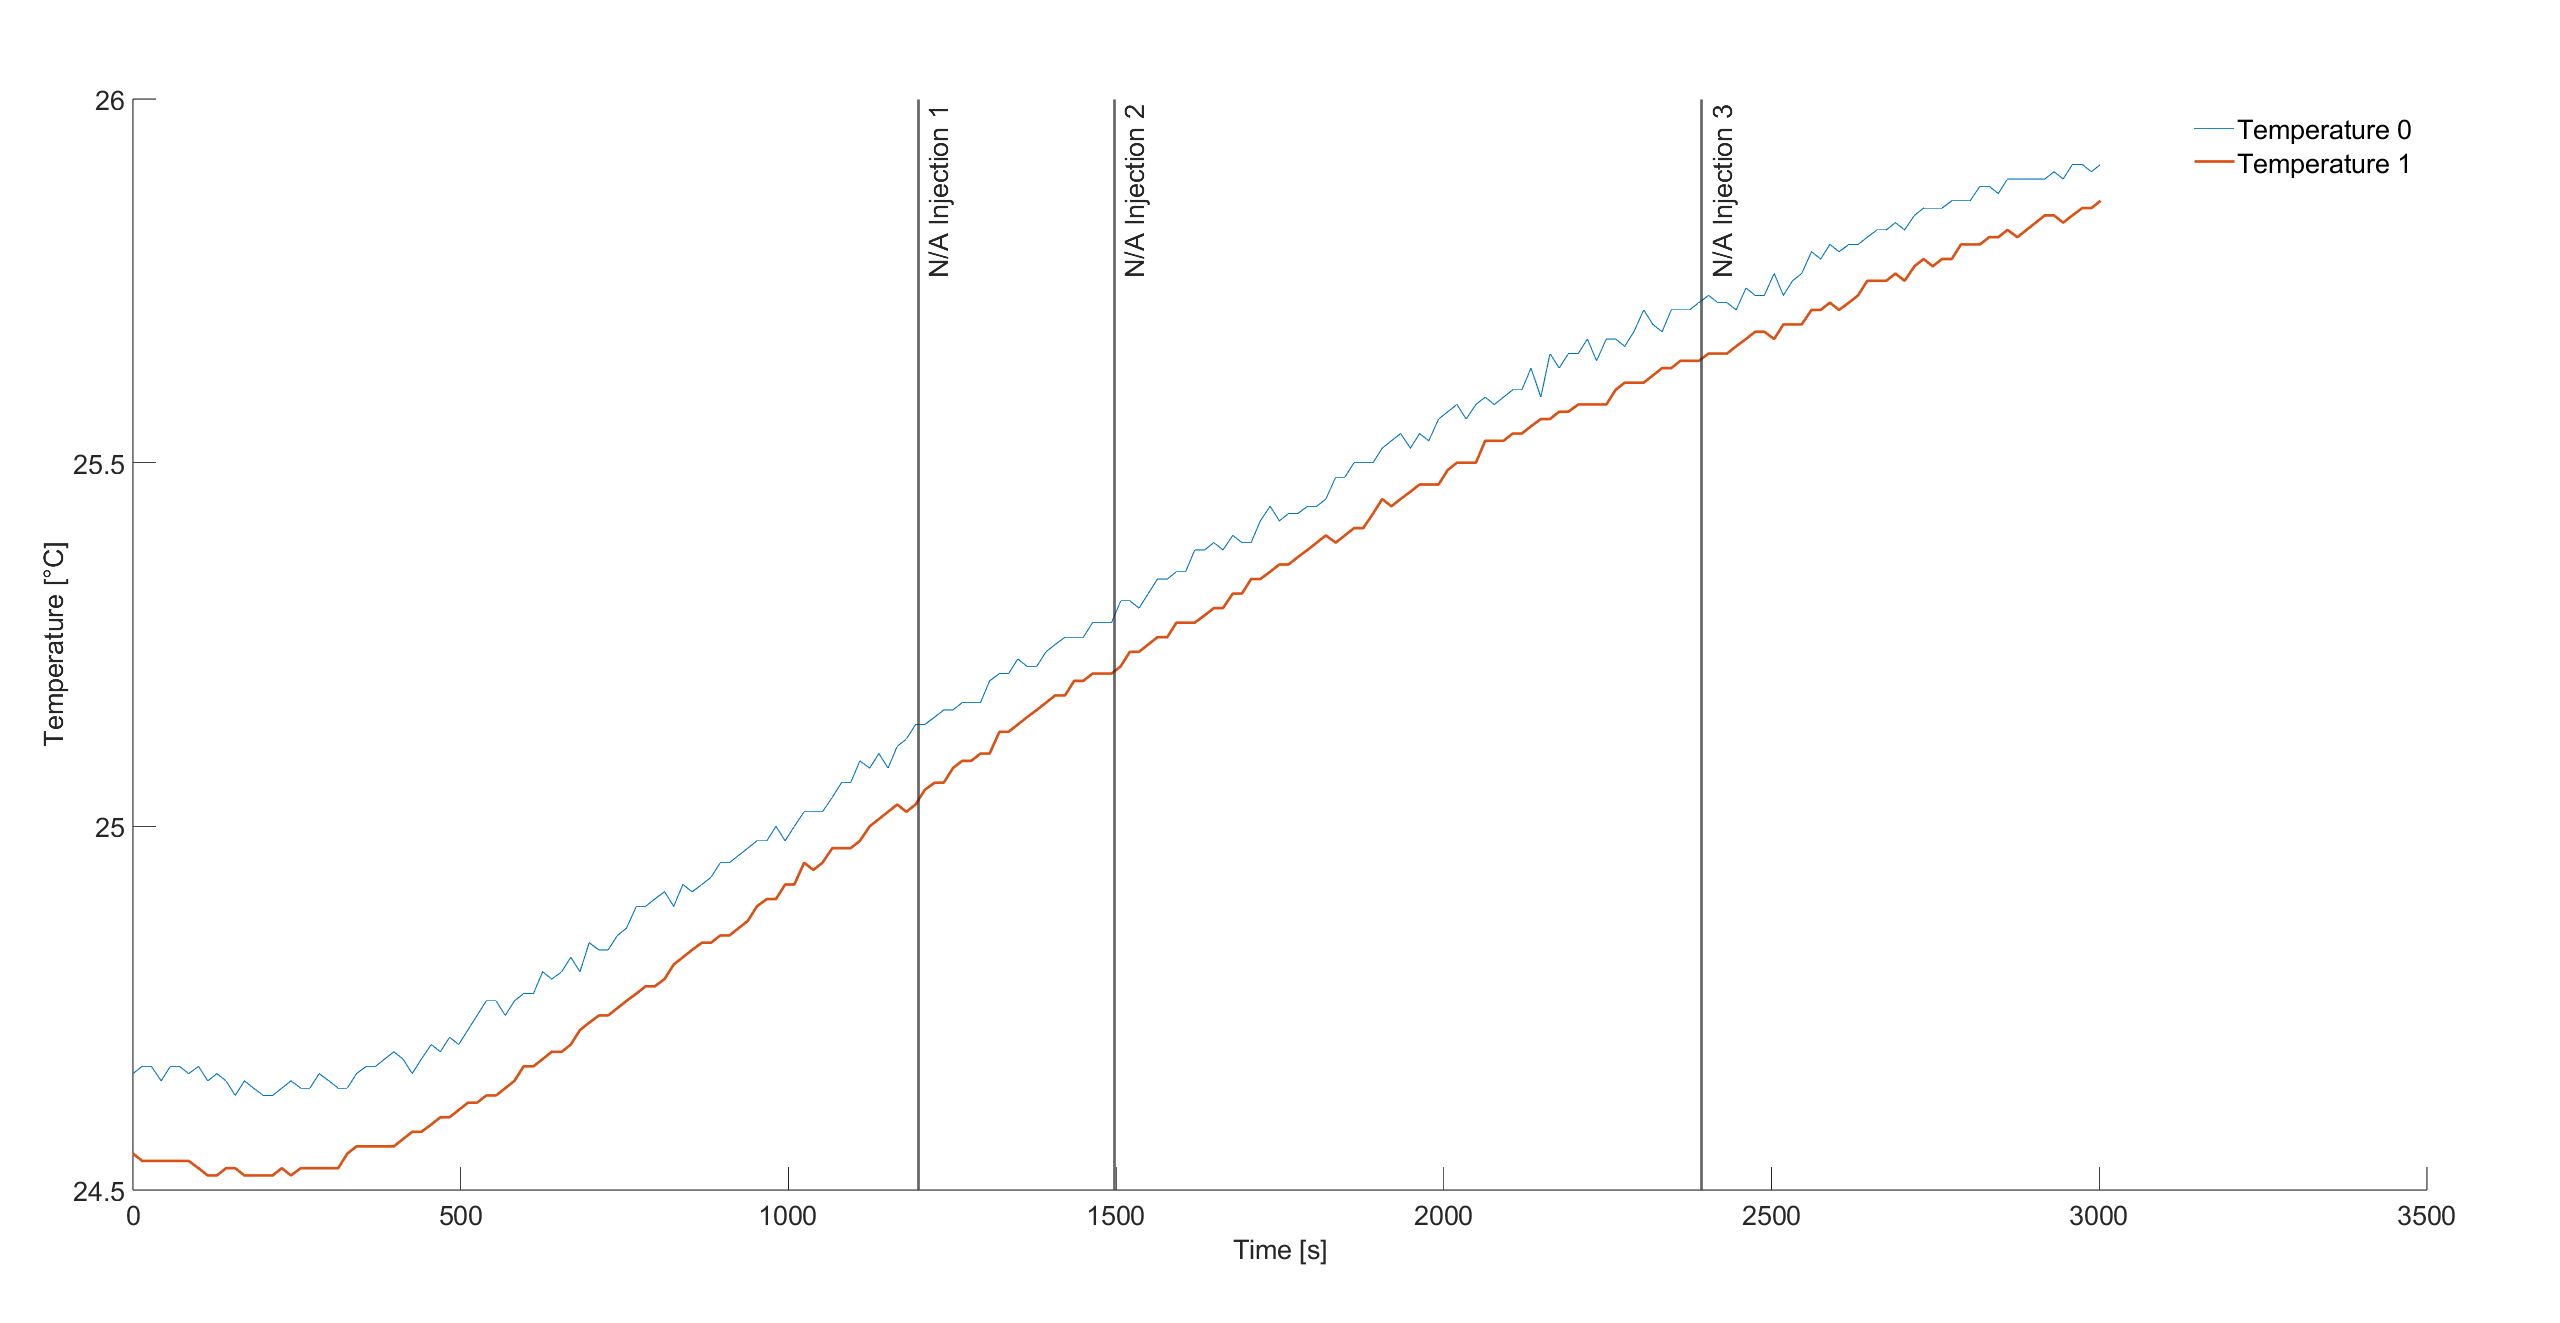 26
25.5
25
24.5
Temperature [°C]
0
500
1000
1500
2000
2500
3000
3500
Time [s]
N/A Injection 1
N/A Injection 2
N/A Injection 3
Temperature 0
Temperature 1